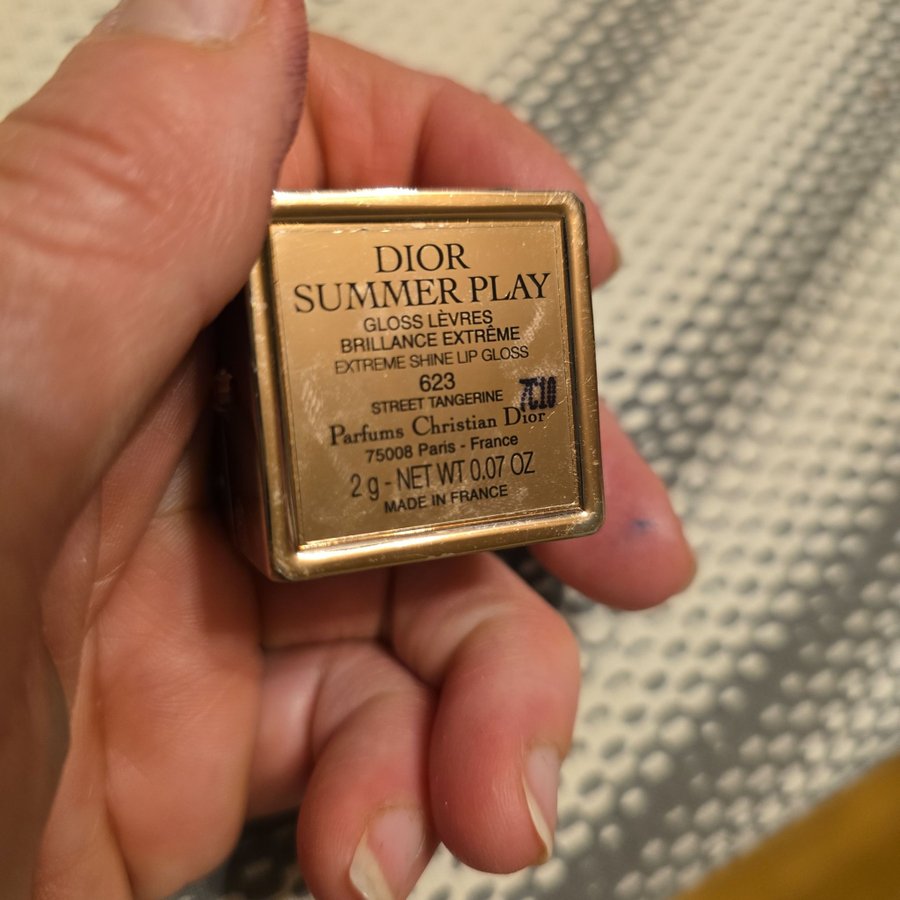 DIOR
SUMMER PLAY
GLOSS LÈVRES
BRILLANCE EXTRÊME
EXTREME SHINE LIP GLOSS
623
STREET TANGERINE
7C10
Parfums Christian Dior
75008 Paris - France
2 g - NET WT 0.07 OZ
MADE IN FRANCE